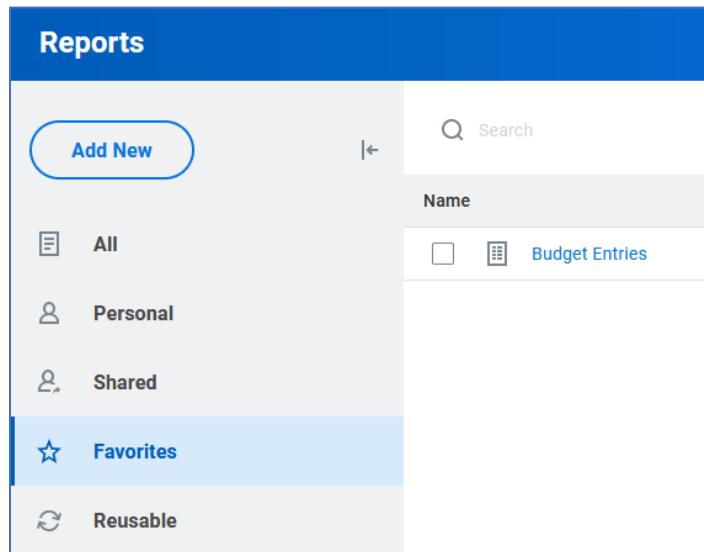 Reports
Add New
All
Personal
Shared
Favorites
Reusable
Search
Name
Budget Entries